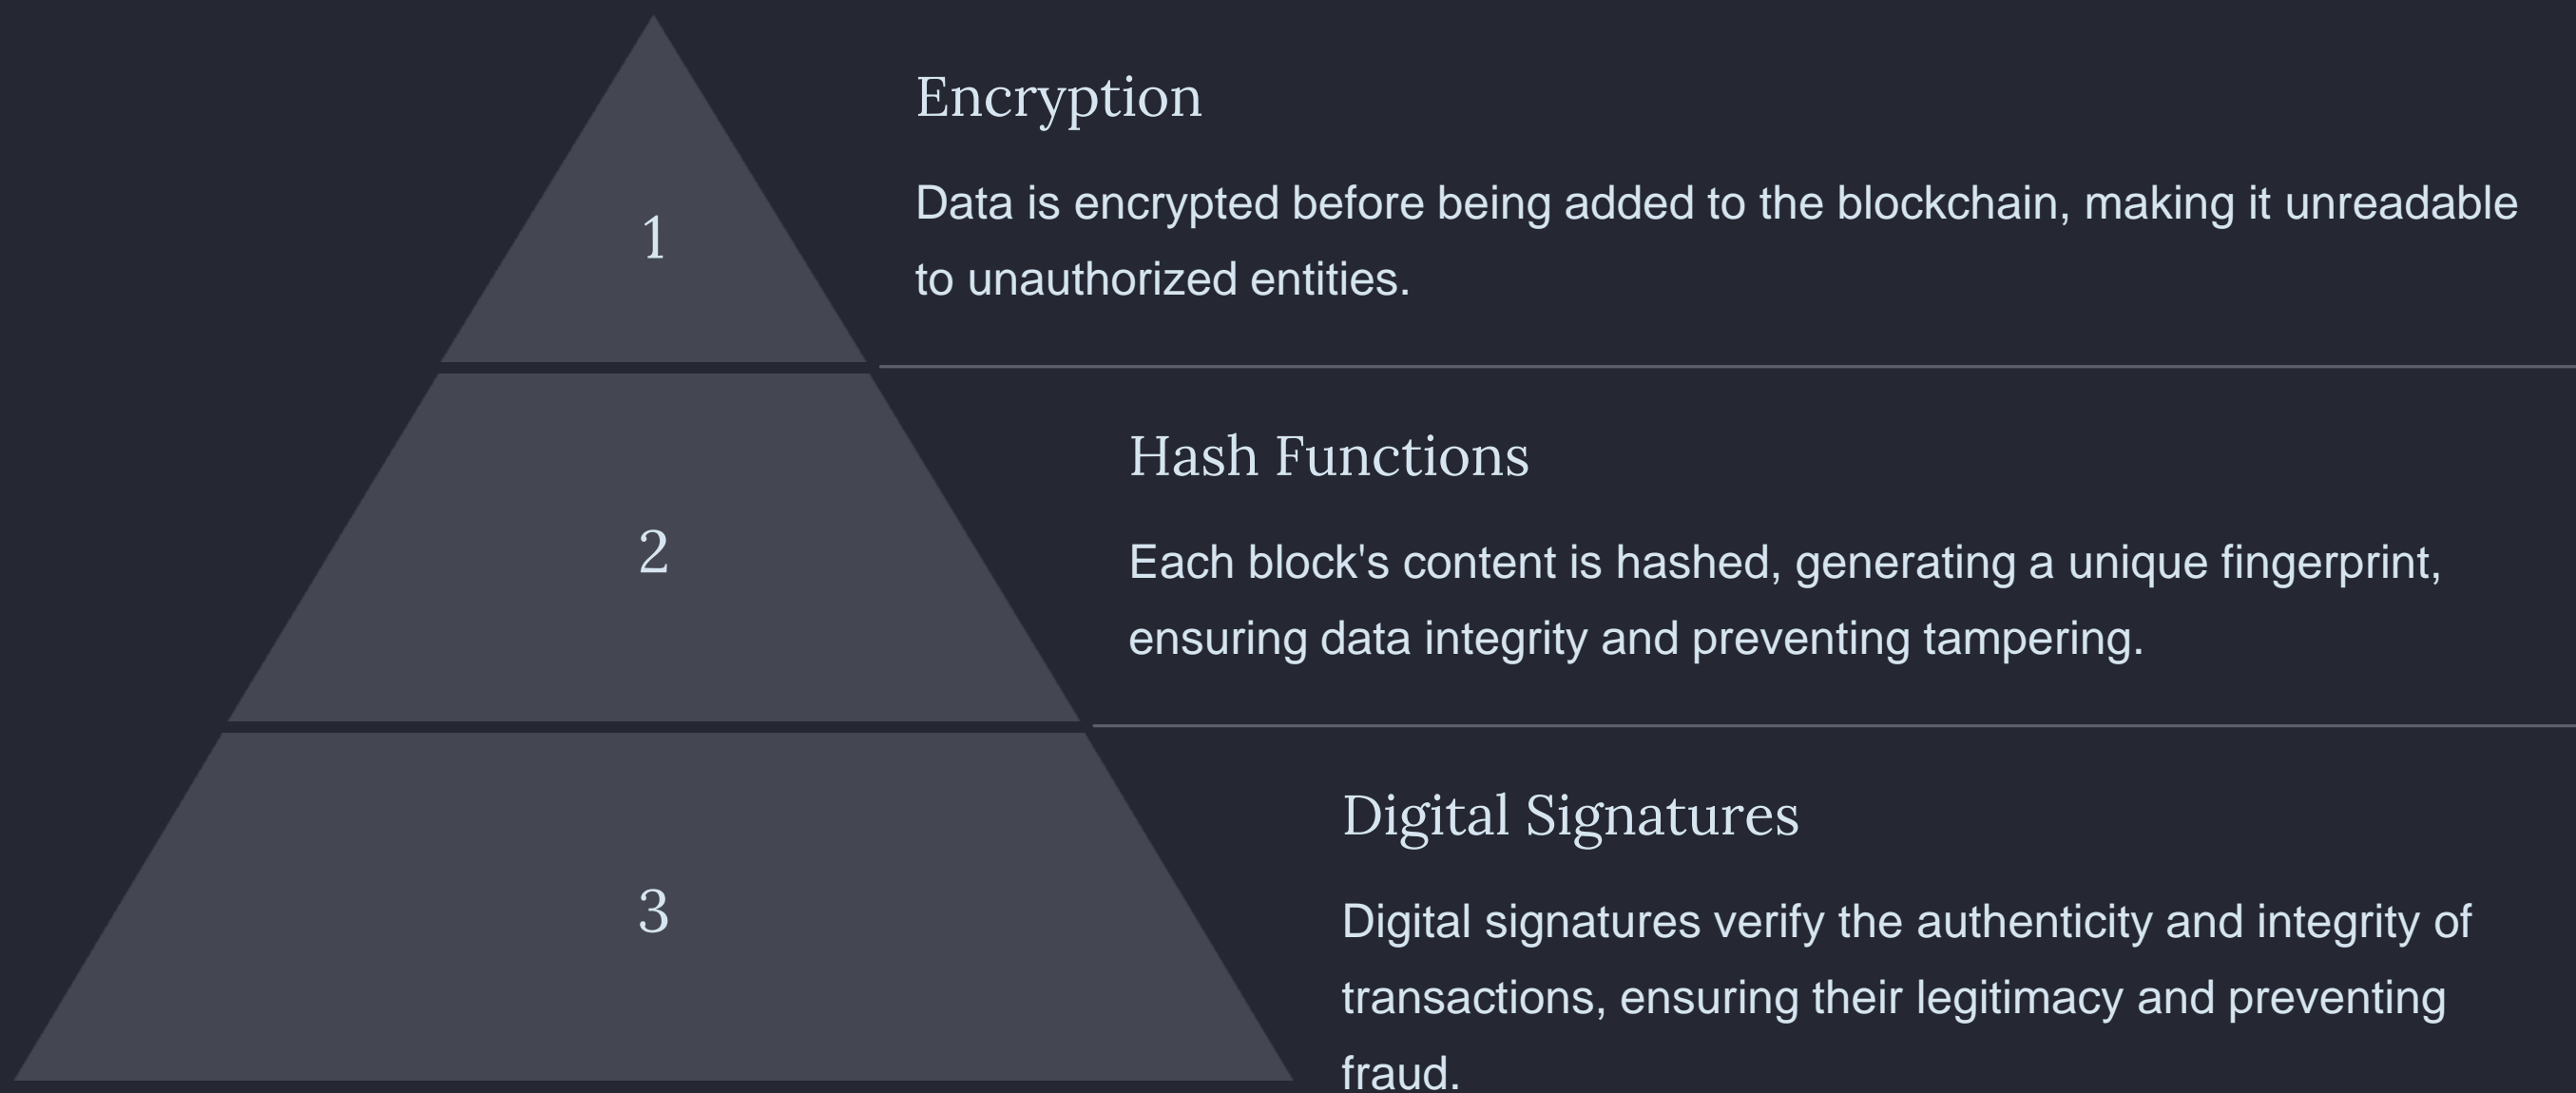 1
Encryption
Data is encrypted before being added to the blockchain, making it unreadable
to unauthorized entities.
2
Hash Functions
Each block's content is hashed, generating a unique fingerprint,
ensuring data integrity and preventing tampering.
3
Digital Signatures
Digital signatures verify the authenticity and integrity of
transactions, ensuring their legitimacy and preventing
fraud.